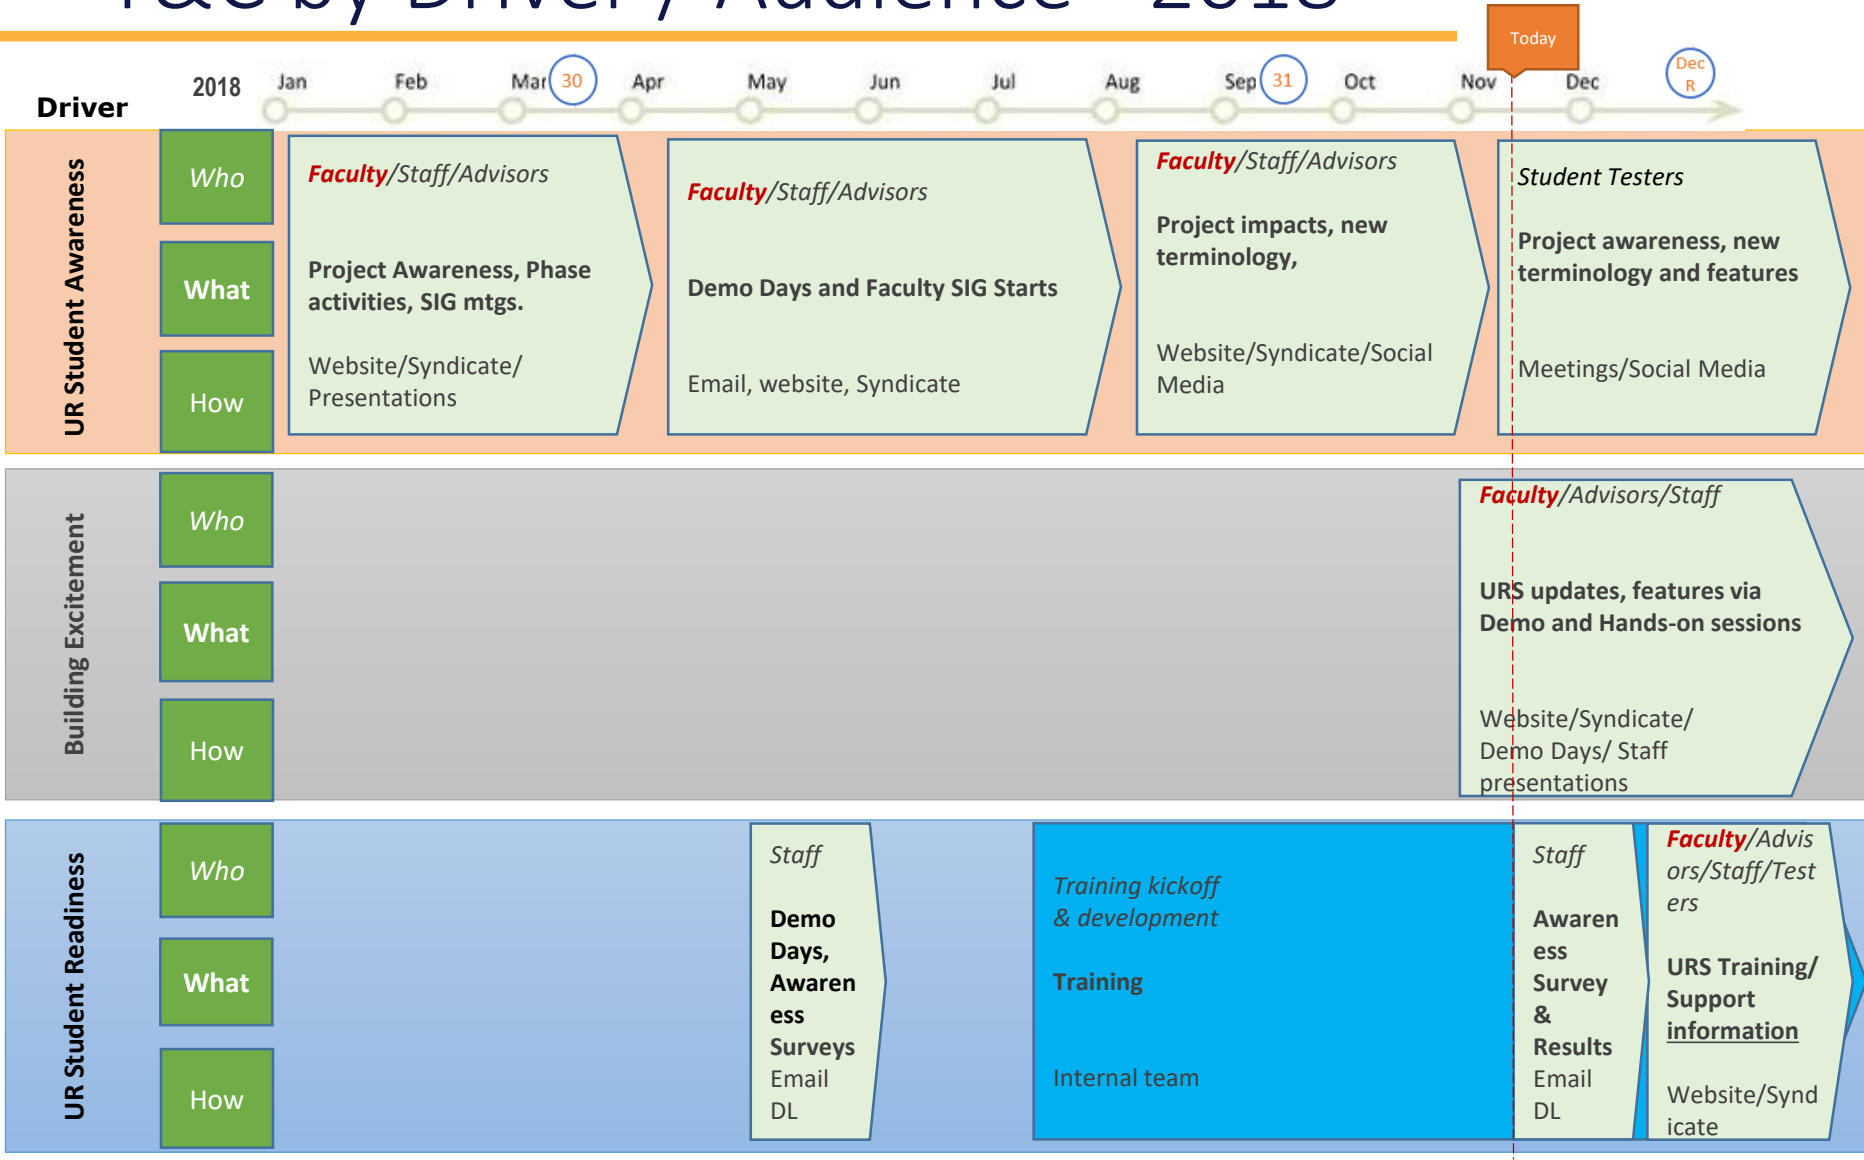 by Driver / Audience - 2018
Today
Driver
2018
Jan
Feb
Mar
30
Apr
May
Jun
Jul
Aug
Sep
31
Oct
Nov
Dec
Dec
R
UR Student Awareness
Who
What
How
Faculty/Staff/Advisors
Project Awareness, Phase
activities, SIG mtgs.
Website/Syndicate/
Presentations
Faculty/Staff/Advisors
Demo Days and Faculty SIG Starts
Email, website, Syndicate
Faculty/Staff/Advisors
Project impacts, new
terminology,
Website/Syndicate/Social
Media
Student Testers
Project awareness, new
terminology and features
Meetings/Social Media
Building Excitement
Who
What
How
Faculty/Advisors/Staff
URS updates, features via
Demo and Hands-on sessions
Website/Syndicate/
Demo Days/ Staff
presentations
UR Student Readiness
Who
What
How
Staff
Demo
Days,
Awaren
ess
Surveys
Email
DL
Training kickoff
& development
Training
Internal team
Staff
Awaren
ess
Survey
&
Results
Email
DL
Faculty/Advis
ors/Staff/Test
ers
URS Training/
Support
information
Website/Synd
icate